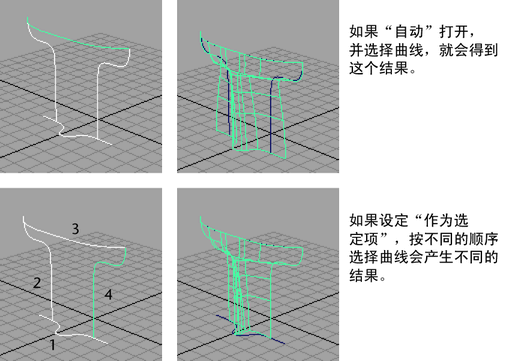 如果“自动”打开，
并选择曲线，就会得到
这个结果。
3
2
4
1
如果设定“作为选
定项”，按不同的顺序
选择曲线会产生不同的
结果。